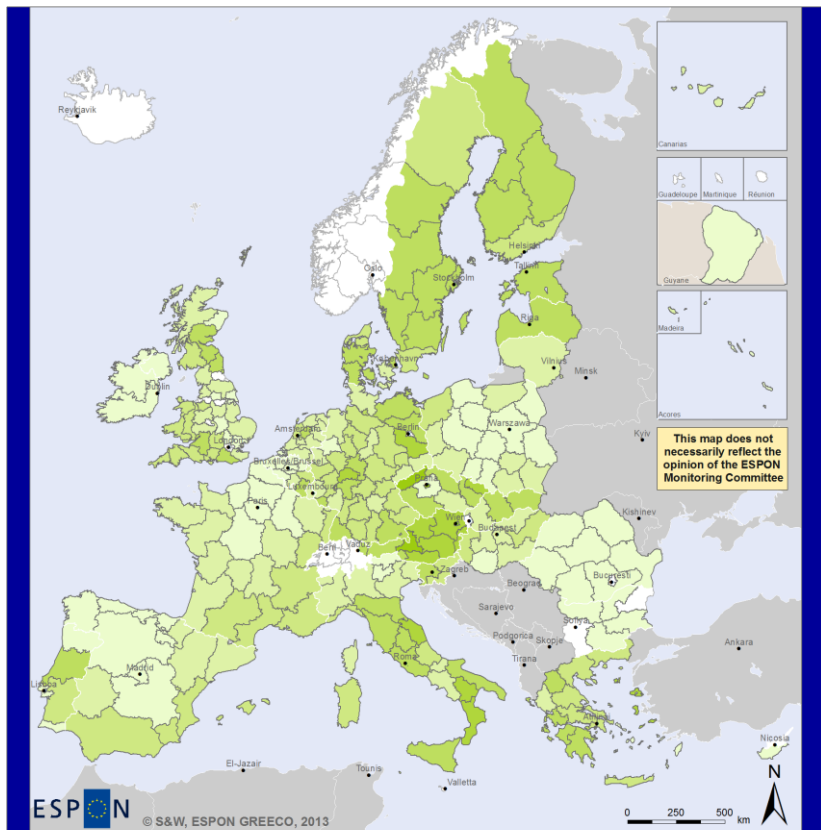 Reykjavik
Canarias
Guadeloupe
Martinique
Réunion
Guyane
Oslo
Helsinki
Tallinn
Stockholm
Riga
Madeira
Acores
København
Vilnius
Minsk
Dublin
Berlin
Warszawa
Amsterdam
London
Kyiv
Bruxelles/Brussel
This map does not
necessarily reflect the
opinion of the ESPON
Monitoring Committee
Luxembourg
Praha
Paris
Kishinev
Wien
Budapest
Bern
Vaduz
Zagreb
Beograd
Bucuresti
Sarajevo
Sofiya
Podgorica
Skopje
Ankara
Roma
Tirana
Madrid
Lisboa
Athinai
Nicosia
El-Jazair
Tounis
Valletta
N
ESPON
© S&W, ESPON GREECO, 2013
0 250 500
km